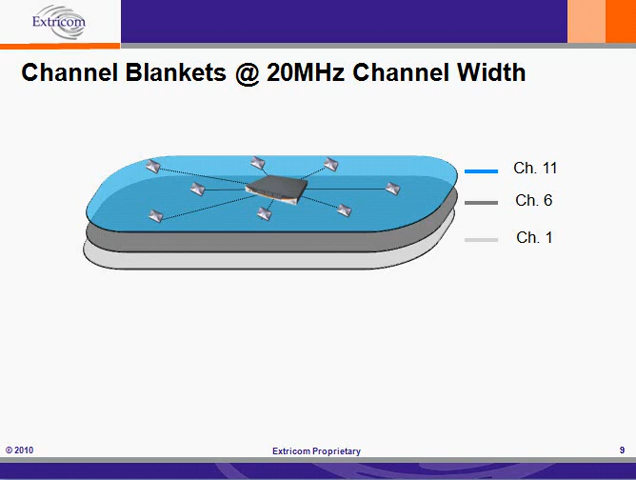 Extricom
Channel Blankets @ 20MHz Channel Width
Ch. 11
Ch. 6
Ch. 1
© 2010
Extricom Proprietary
9